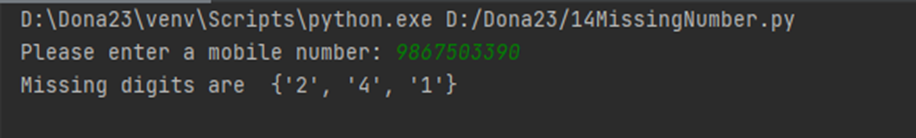 D:\Dona23\venv\Scripts\python.exe D:/Dona23/14MissingNumber.py
Please enter a mobile number: 9867503390
Missing digits are  {'2', '4', '1'}